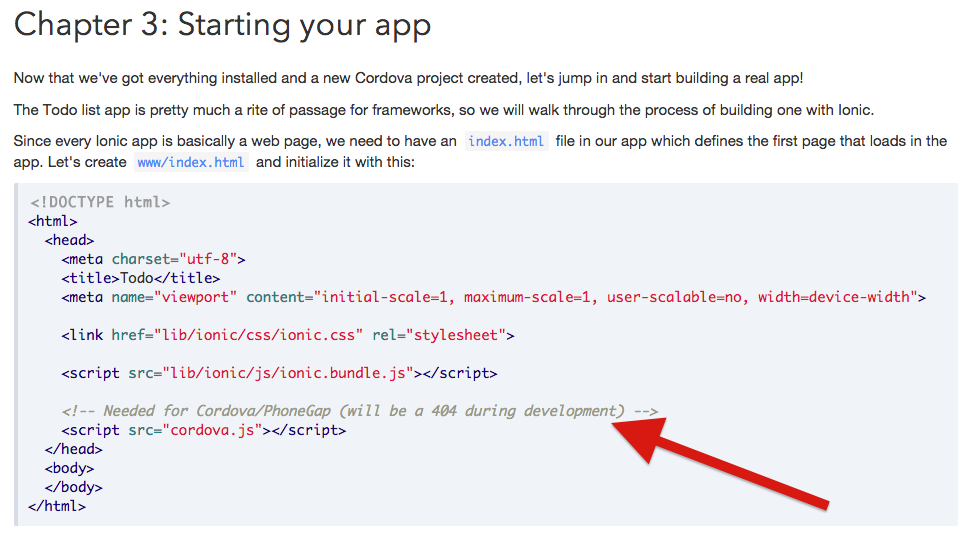 Chapter 3: Starting your app
Now that we've got everything installed and a new Cordova project created, let's jump in and start building a real app!
The Todo list app is pretty much a rite of passage for frameworks, so we will walk through the process of building one with Ionic.
Since every Ionic app is basically a web page, we need to have an index.html file in our app which defines the first page that loads in the
app. Let's create www/index.html and initialize it with this:
<!DOCTYPE html>
<html>
  <head>
    <meta charset="utf-8">
    <title>Todo</title>
    <meta name="viewport" content="initial-scale=1, maximum-scale=1, user-scalable=no, width=device-width">
    <link href="lib/ionic/css/ionic.css" rel="stylesheet">
    <script src="lib/ionic/js/ionic.bundle.js"></script>
    <!-- Needed for Cordova/PhoneGap (will be a 404 during development) -->
    <script src="cordova.js"></script>
  </head>
  <body>
  </body>
</html>